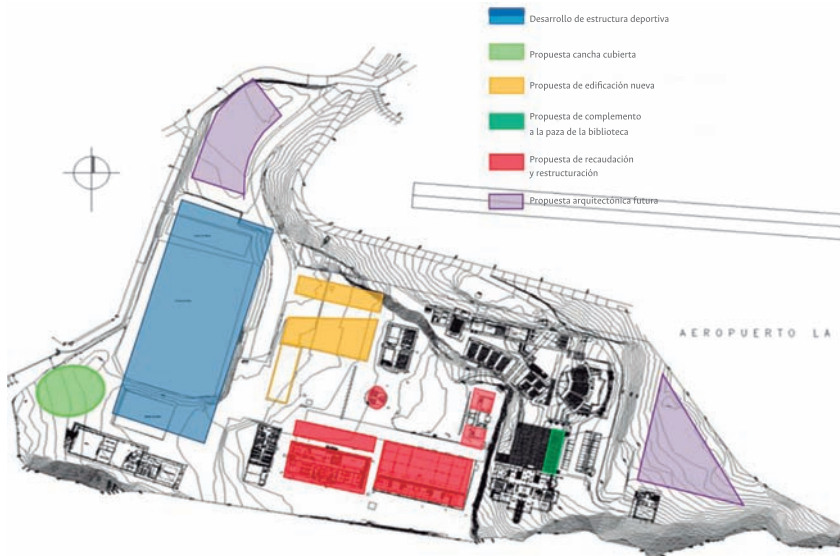 Desarrollo de estructura deportiva
Propuesta cancha cubierta
Propuesta de edificación nueva
Propuesta de complemento
a la paza de la biblioteca
Propuesta de recaudación
y restructuración
Propuesta arquitectónica futura
AEROPUERTO LA